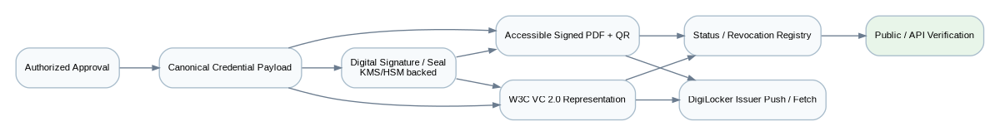 Authorized Approval
Canonical Credential Payload
Digital Signature / Seal
KMS/HSM backed
Accessible Signed PDF + QR
W3C VC 2.0 Representation
Status / Revocation Registry
DigiLocker Issuer Push / Fetch
Public / API Verification